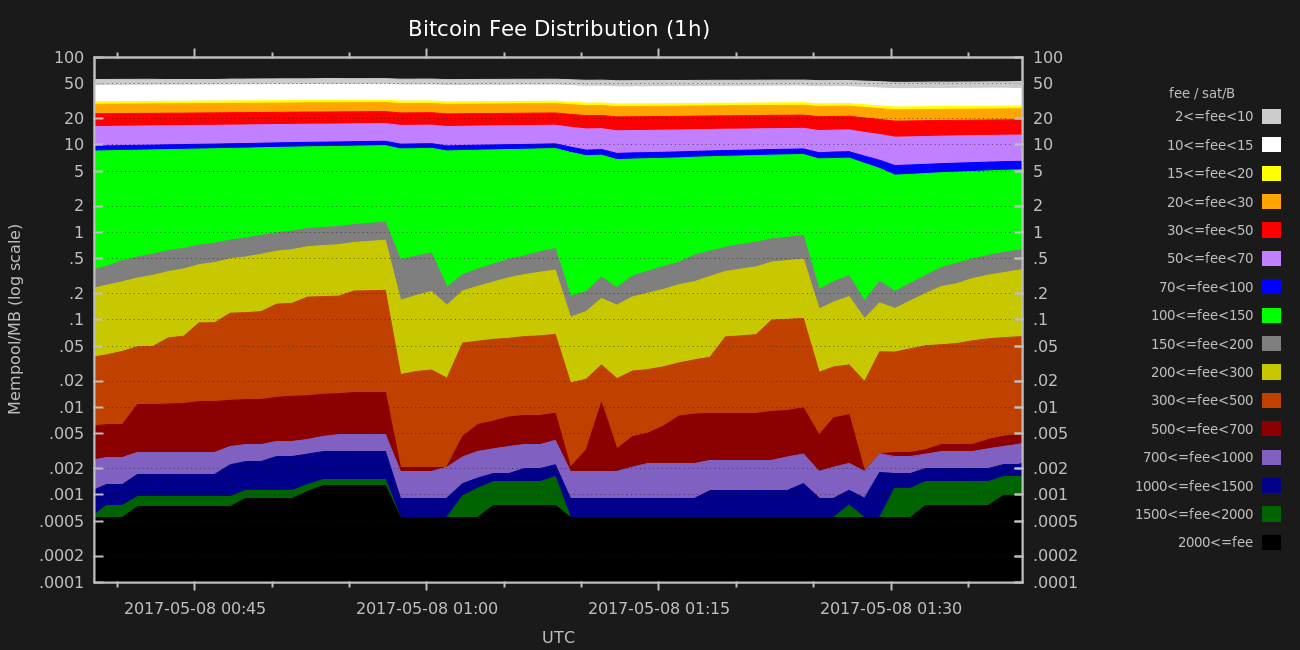 Bitcoin Fee Distribution (1h)
100 100
50 50
20 20
10 10
5 5
2 2
1 1
.5 .5
.2 .2
.1 .1
.05 .05
.02 .02
.01 .01
.005 .005
.002 .002
.001 .001
.0005 .0005
.0002 .0002
.0001 .0001
Mempool/MB (log scale)
2017-05-08 00:45 2017-05-08 01:00 2017-05-08 01:15 2017-05-08 01:30
UTC
fee / sat/B
2<=fee<10
10<=fee<15
15<=fee<20
20<=fee<30
30<=fee<50
50<=fee<70
70<=fee<100
100<=fee<150
150<=fee<200
200<=fee<300
300<=fee<500
500<=fee<700
700<=fee<1000
1000<=fee<1500
1500<=fee<2000
2000<=fee